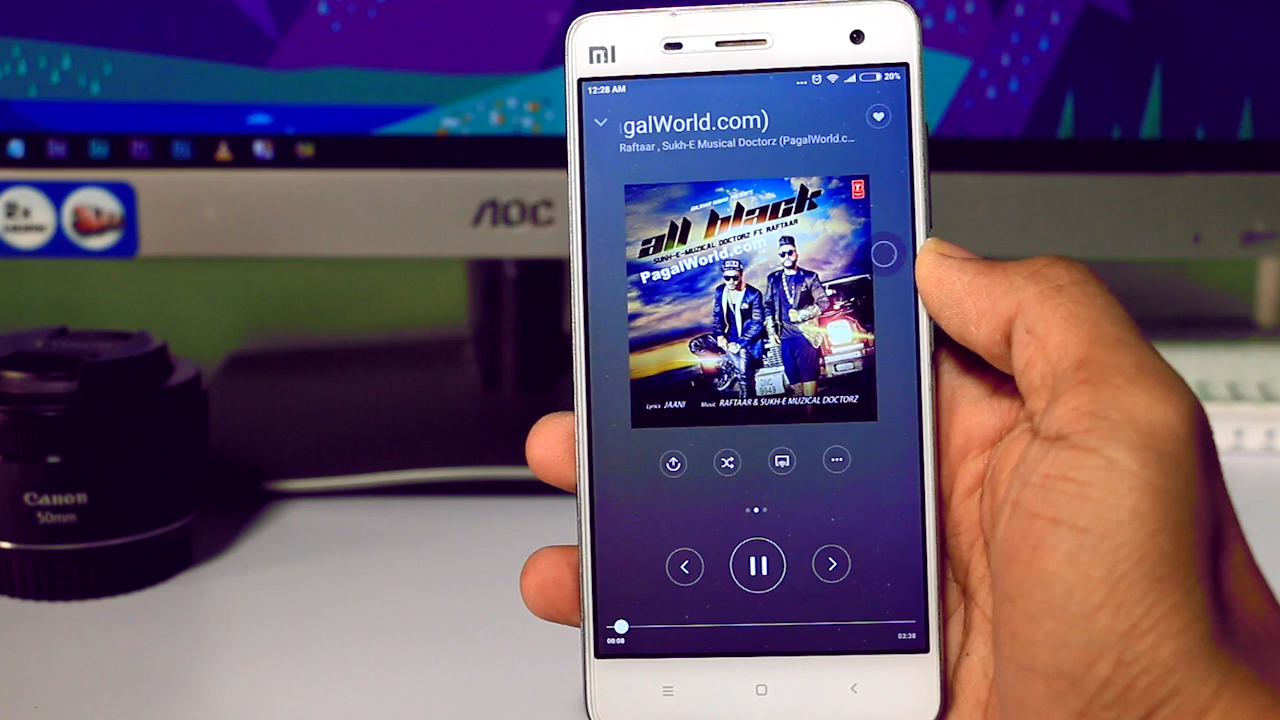 MI
12:28 AM
20%
galWorld.com)
Raftaar , Sukh-E Musical Doctorz (PagalWorld.c...
all black
SUKH-E-MUZICAL DOCTORZ FT. RAFTAAR
PagalWorld.com
Lyrics JAANI Music RAFTAAR & SUKH-E MUZICAL DOCTORZ
00:08
03:38
AOC
2x
Canon
50mm